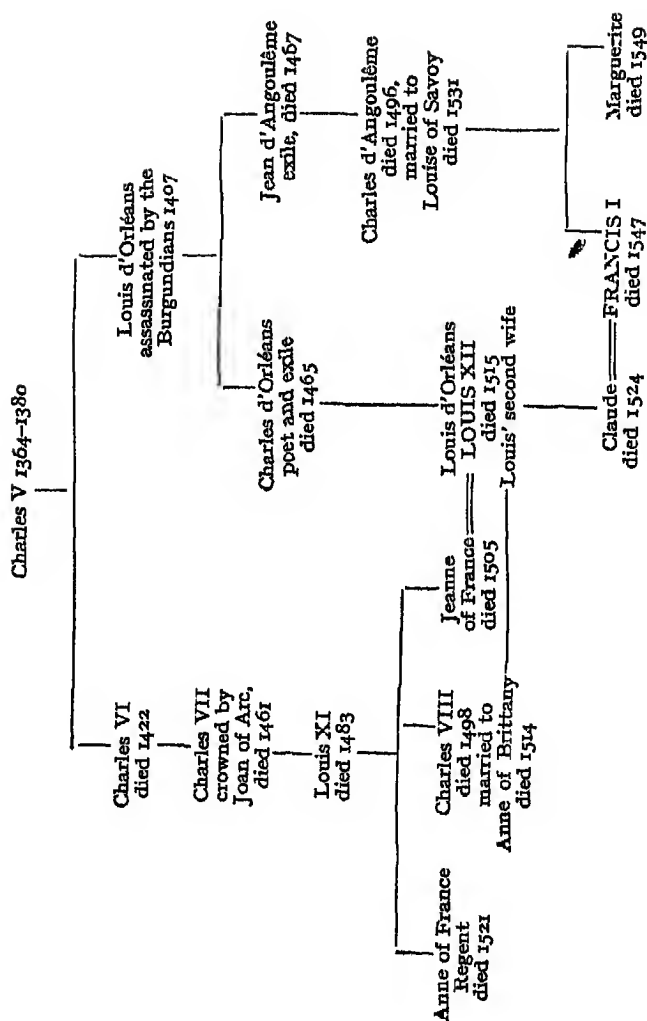 Charles V 1364–1380
Charles VI
died 1422
Louis d'Orléans
assassinated by the
Burgundians 1407
Charles VII
crowned by
Joan of Arc,
died 1461
Charles d'Orléans
poet and exile
died 1465
Jean d'Angoulême
exile, died 1467
Louis XI
died 1483
Anne of France
Regent
died 1521
Charles VIII
died 1498
married to
Anne of Brittany
died 1514
Jeanne
of France
died 1505
Louis d'Orléans
LOUIS XII
died 1515
Louis' second wife
Charles d'Angoulême
died 1496,
married to
Louise of Savoy
died 1531
Claude
died 1524
FRANCIS I
died 1547
Marguerite
died 1549